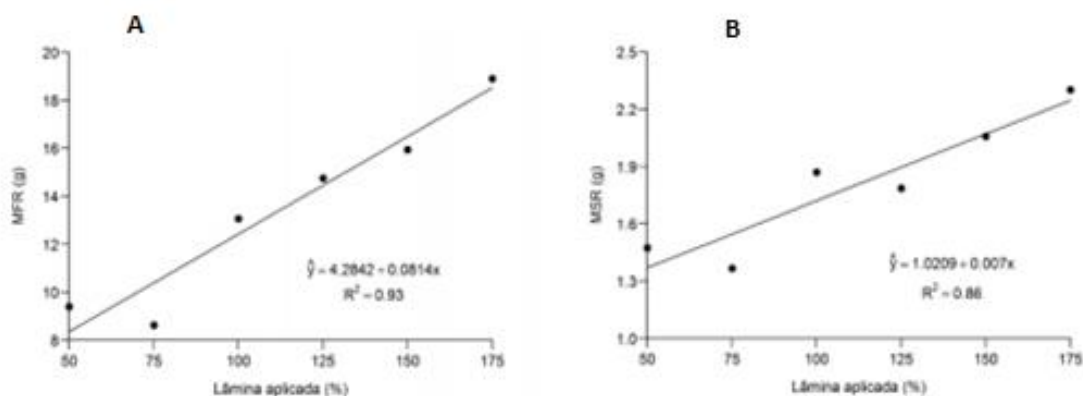 A
20
18
16
14
12
10
8
MFR (g)
50 75 100 125 150 175
Lâmina aplicada (%)
ŷ = 4.2842 + 0.0814x
R² = 0.93
B
2.5
2.2
1.9
1.6
1.3
1.0
MSR (g)
50 75 100 125 150 175
Lâmina aplicada (%)
ŷ = 1.0209 + 0.007x
R² = 0.86